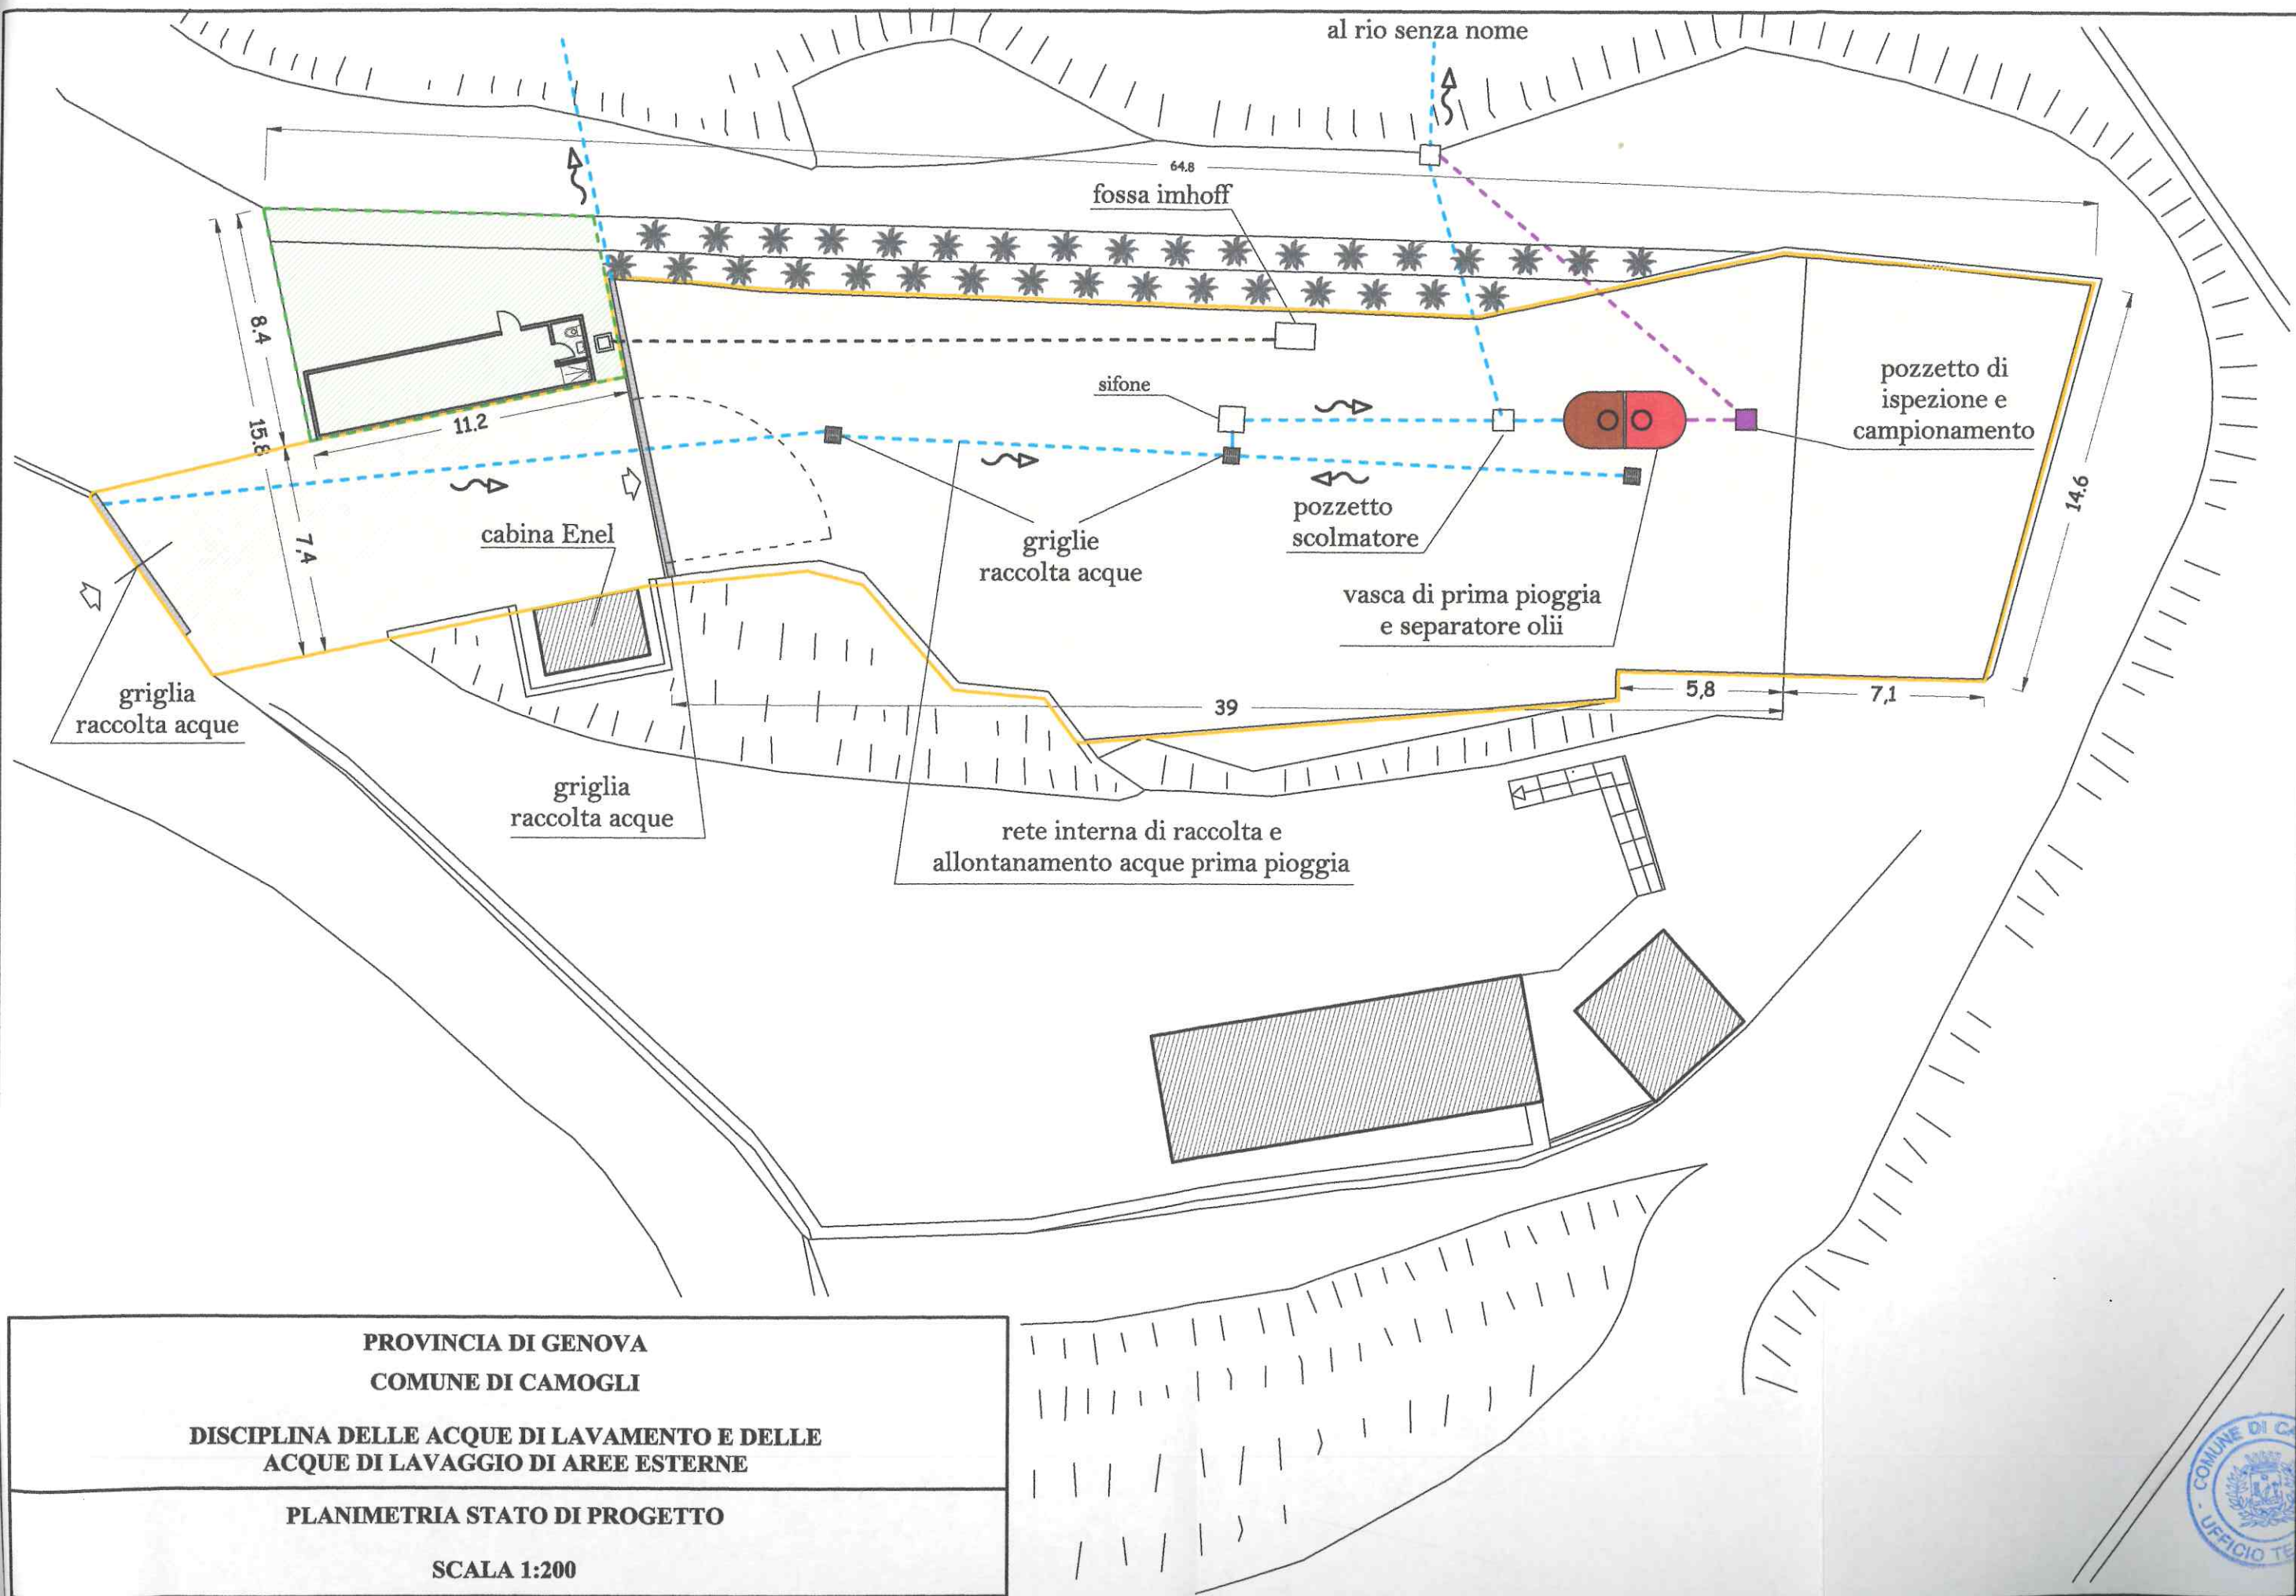 al rio senza nome
64.8
fossa imhoff
8.4
15.8
11.2
7,4
sifone
pozzetto di
ispezione e
campionamento
14.6
cabina Enel
griglie
raccolta acque
pozzetto
scolmatore
vasca di prima pioggia
e separatore olii
5,8
7,1
39
griglia
raccolta acque
griglia
raccolta acque
rete interna di raccolta e
allontanamento acque prima pioggia
PROVINCIA DI GENOVA
COMUNE DI CAMOGLI
DISCIPLINA DELLE ACQUE DI LAVAMENTO E DELLE
ACQUE DI LAVAGGIO DI AREE ESTERNE
PLANIMETRIA STATO DI PROGETTO
SCALA 1:200
COMUNE DI
UFFICIO